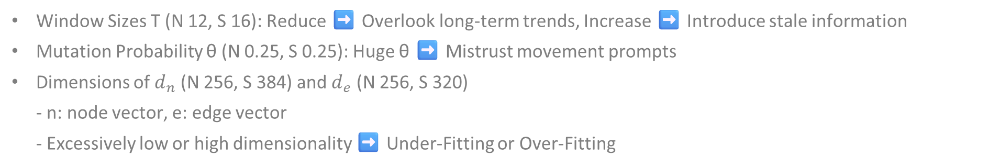 • Window Sizes T (N 12, S 16): Reduce ➡ Overlook long-term trends, Increase ➡ Introduce stale information
• Mutation Probability θ (N 0.25, S 0.25): Huge θ ➡ Mistrust movement prompts
• Dimensions of dₙ (N 256, S 384) and dₑ (N 256, S 320)
- n: node vector, e: edge vector
- Excessively low or high dimensionality ➡ Under-Fitting or Over-Fitting